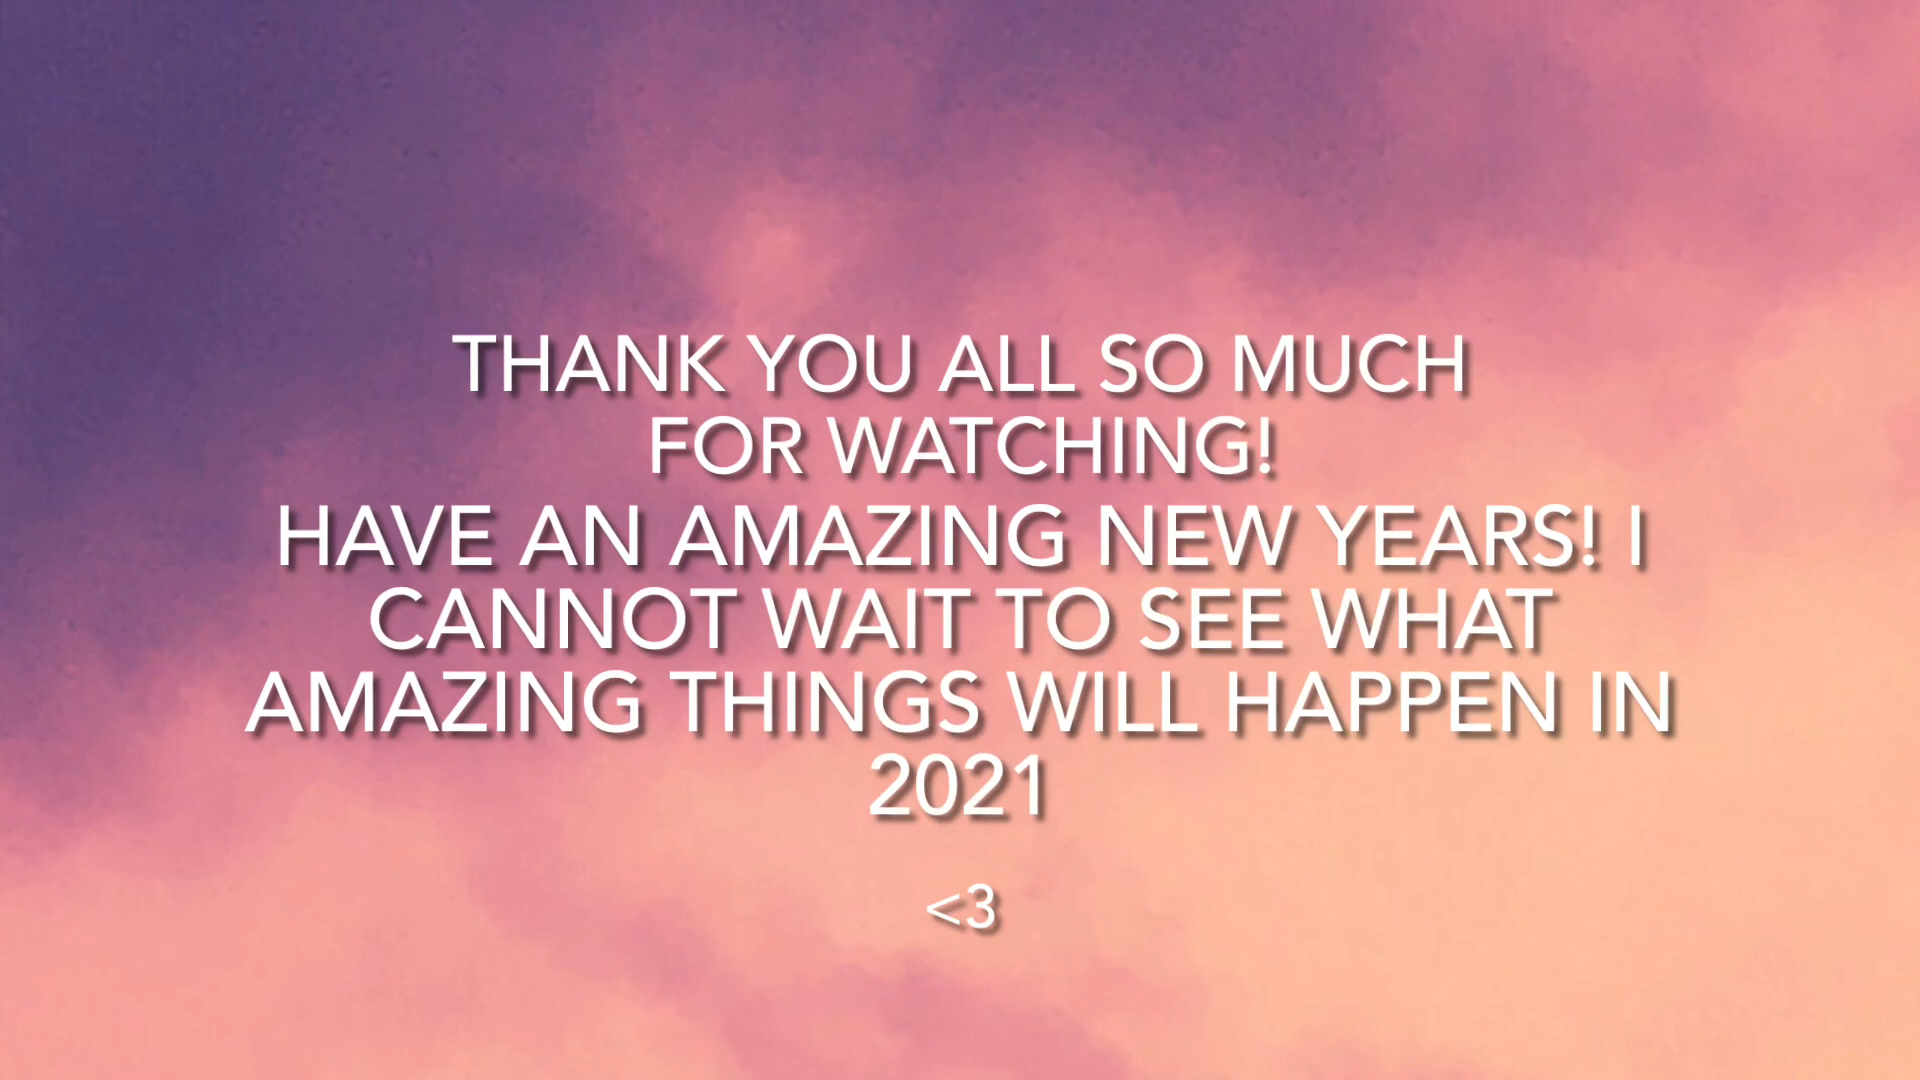 THANK YOU ALL SO MUCH
FOR WATCHING!
HAVE AN AMAZING NEW YEARS! I
CANNOT WAIT TO SEE WHAT
AMAZING THINGS WILL HAPPEN IN
2021
<3